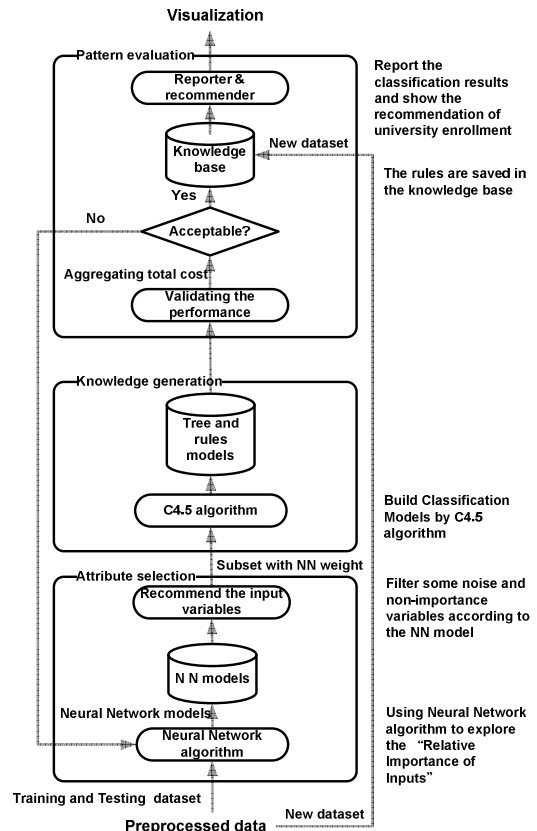 Visualization
Pattern evaluation
Reporter &
recommender
Report the
classification results
and show the
recommendation of
university enrollment
New dataset
Knowledge
base
The rules are saved in
the knowledge base
Yes
No
Acceptable?
Aggregating total cost
Validating the
performance
Knowledge generation
Tree and
rules
models
C4.5 algorithm
Build Classification
Models by C4.5
algorithm
Subset with NN weight
Attribute selection
Recommend the input
variables
Filter some noise and
non-importance
variables according to
the NN model
N N models
Neural Network models
Neural Network
algorithm
Using Neural Network
algorithm to explore
the “Relative
Importance of
Inputs”
Training and Testing dataset
New dataset
Preprocessed data